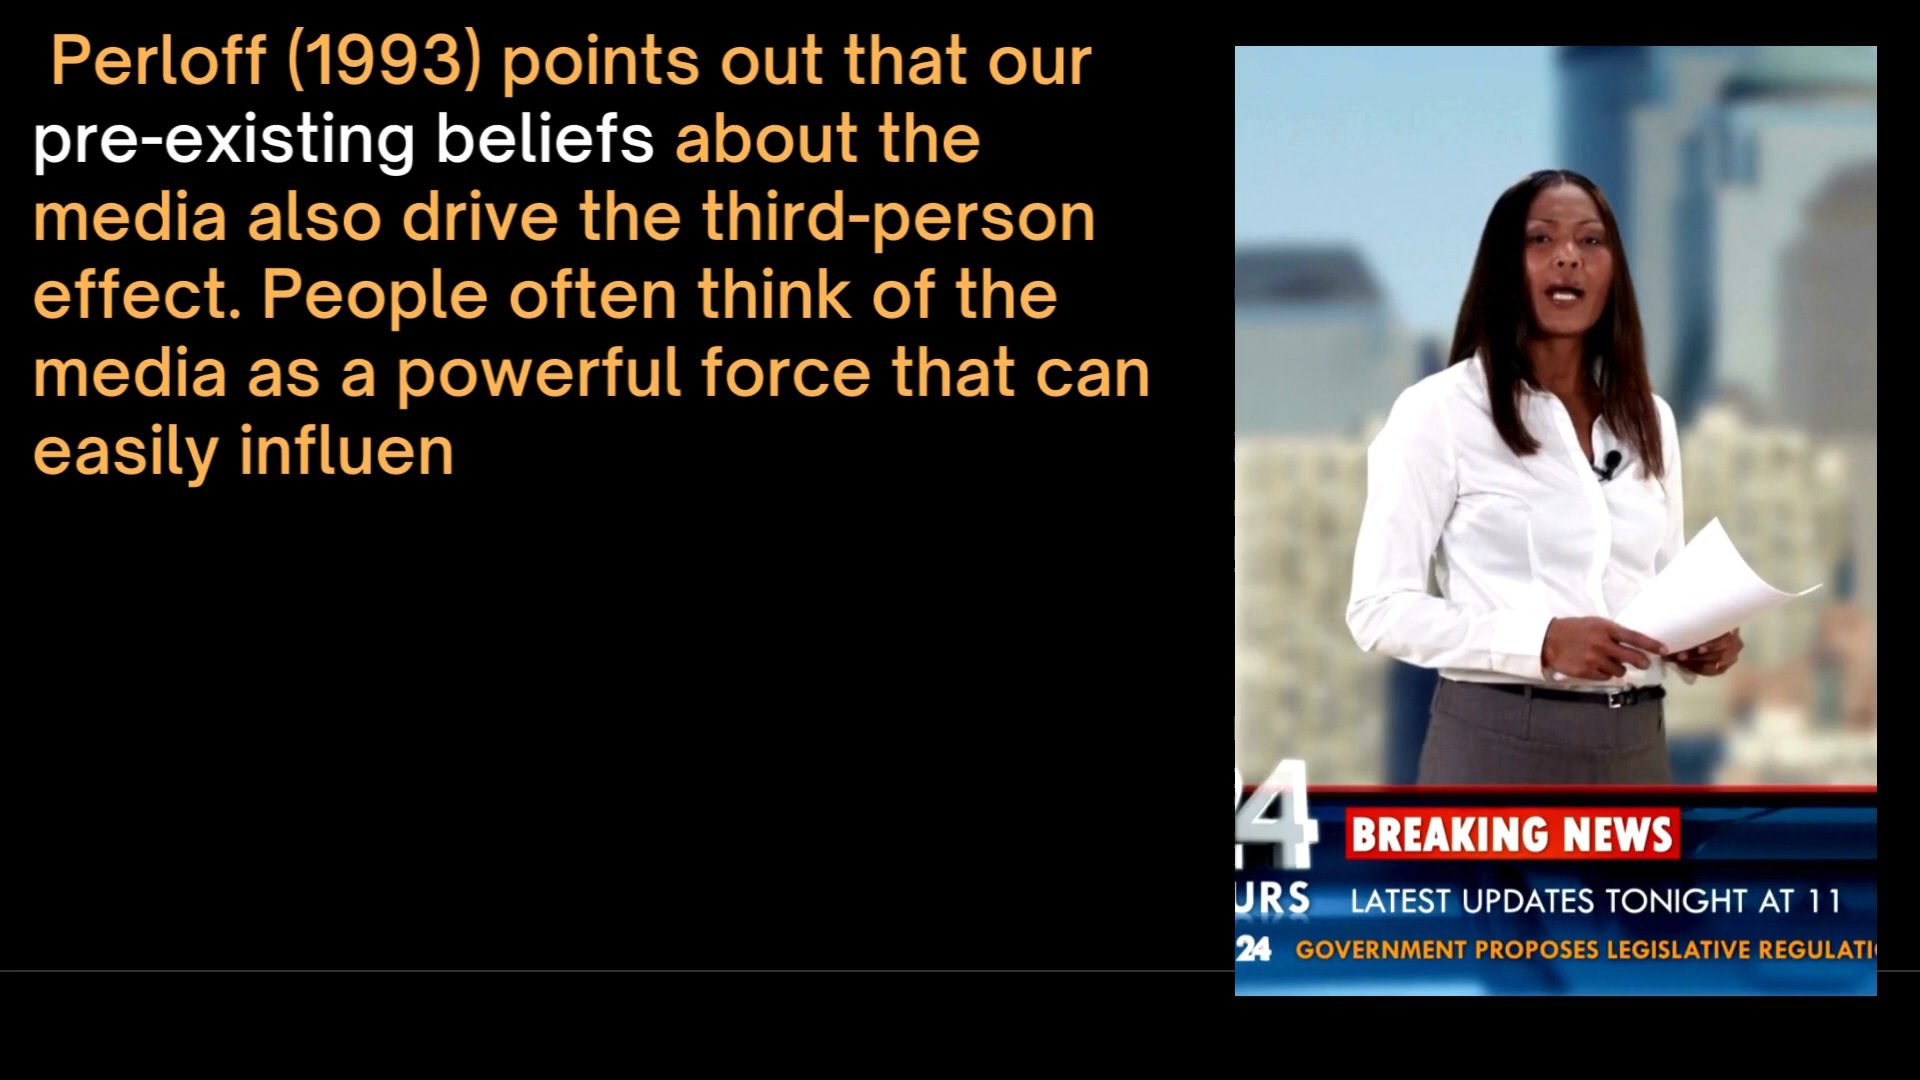 Perloff (1993) points out that our
pre-existing beliefs about the
media also drive the third-person
effect. People often think of the
media as a powerful force that can
easily influen
24
URS
BREAKING NEWS
LATEST UPDATES TONIGHT AT 11
24 GOVERNMENT PROPOSES LEGISLATIVE REGULATI